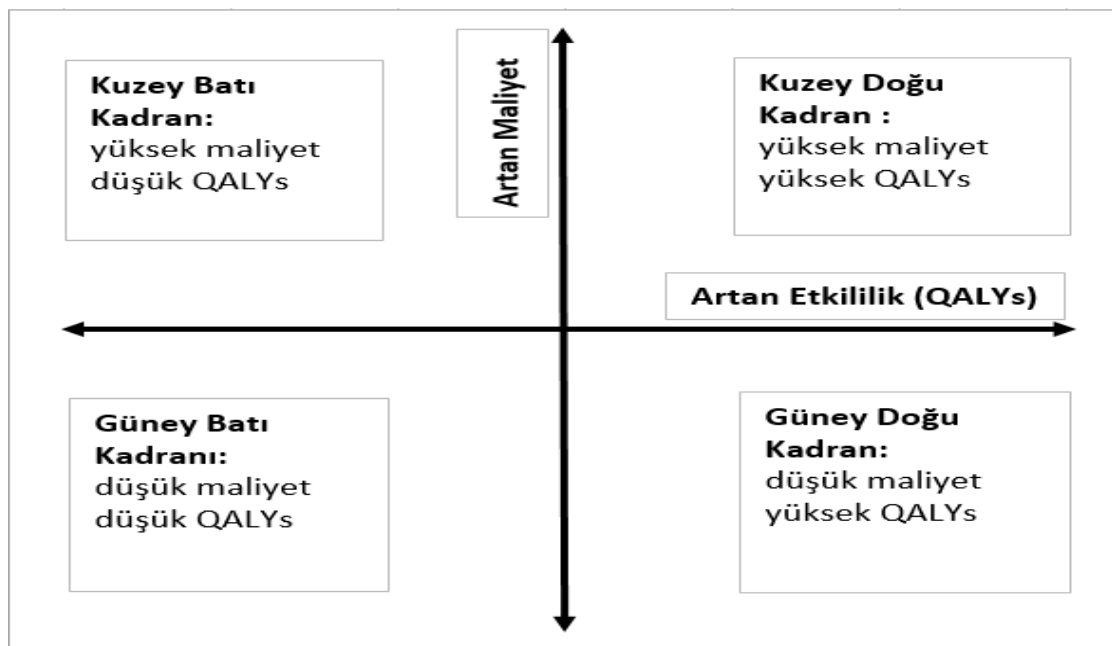 Kuzey Batı
Kadran:
yüksek maliyet
düşük QALYs
Artan Maliyet
Kuzey Doğu
Kadran :
yüksek maliyet
yüksek QALYs
Artan Etkililik (QALYs)
Güney Batı
Kadranı:
düşük maliyet
düşük QALYs
Güney Doğu
Kadran:
düşük maliyet
yüksek QALYs